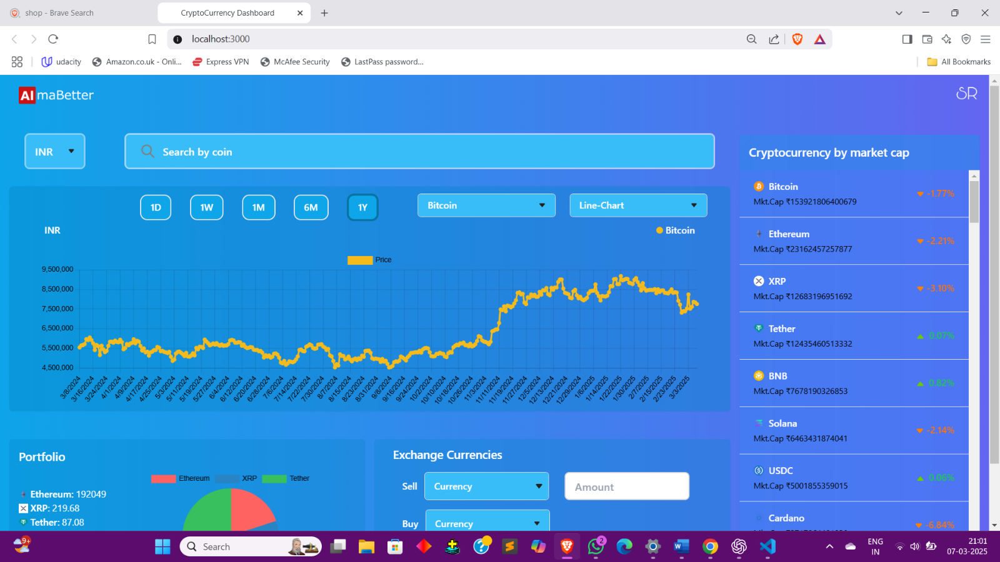 shop - Brave Search
CryptoCurrency Dashboard
localhost:3000
udacity
Amazon.co.uk - Onli...
Express VPN
McAfee Security
LastPass password...
All Bookmarks
AlmaBetter
SR
INR
Search by coin
1D
1W
1M
6M
1Y
Bitcoin
Line-Chart
INR
Bitcoin
Price
9,500,000
8,500,000
7,500,000
6,500,000
5,500,000
4,500,000
3/8/2024
3/16/2024
3/24/2024
4/1/2024
4/9/2024
4/17/2024
4/25/2024
5/3/2024
5/11/2024
5/19/2024
5/27/2024
6/4/2024
6/12/2024
6/20/2024
6/28/2024
7/6/2024
7/14/2024
7/22/2024
7/30/2024
8/7/2024
8/15/2024
8/23/2024
8/31/2024
9/8/2024
9/16/2024
9/24/2024
10/2/2024
10/10/2024
10/18/2024
10/26/2024
11/3/2024
11/11/2024
11/19/2024
11/27/2024
12/5/2024
12/13/2024
12/21/2024
12/29/2024
1/6/2025
1/14/2025
1/22/2025
1/30/2025
2/7/2025
2/15/2025
2/23/2025
3/3/2025
Cryptocurrency by market cap
Bitcoin
Mkt.Cap ₹153921806400679
-1.77%
Ethereum
Mkt.Cap ₹23162457257877
-2.21%
XRP
Mkt.Cap ₹12683196951692
-3.10%
Tether
Mkt.Cap ₹12435460513332
0.07%
BNB
Mkt.Cap ₹7678190326853
0.82%
Solana
Mkt.Cap ₹6463431874041
-2.14%
USDC
Mkt.Cap ₹5001855359015
0.06%
Cardano
-6.84%
Portfolio
Ethereum
XRP
Tether
Ethereum: 192049
XRP: 219.68
Tether: 87.08
Exchange Currencies
Sell
Currency
Amount
Buy
Currency
9+
Search
2
ENG
IN
21:01
07-03-2025